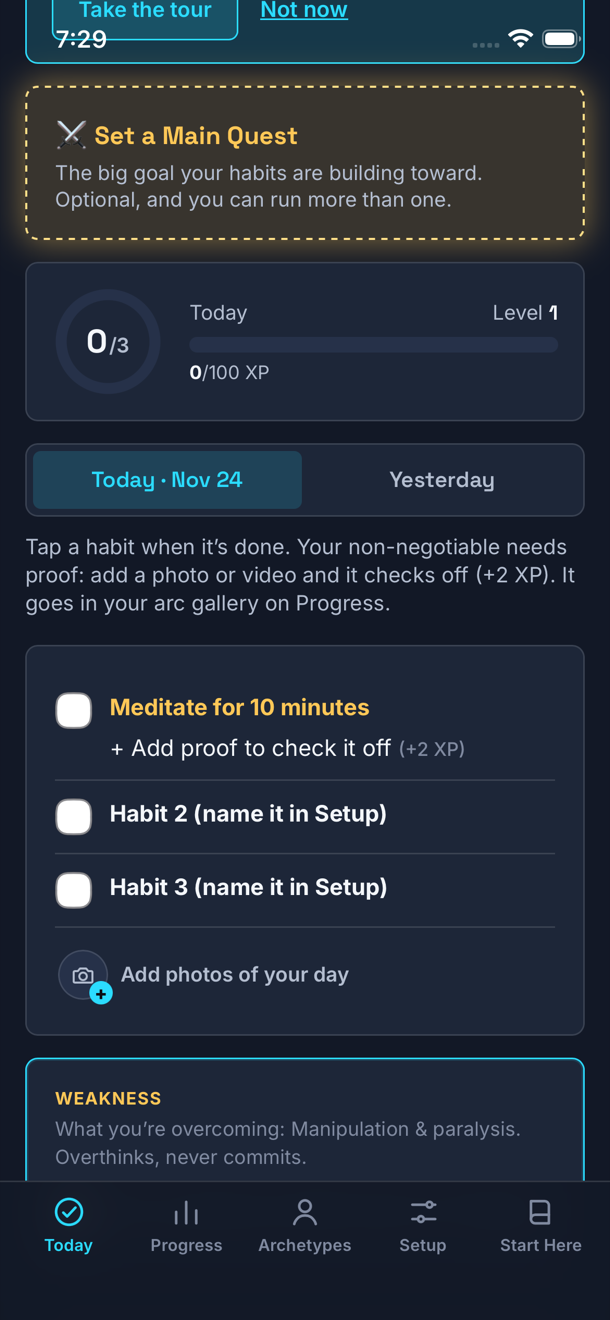 Take the tour
Not now
7:29
Set a Main Quest
The big goal your habits are building toward.
Optional, and you can run more than one.
0/3
Today
Level 1
0/100 XP
Today · Nov 24
Yesterday
Tap a habit when it’s done. Your non-negotiable needs
proof: add a photo or video and it checks off (+2 XP). It
goes in your arc gallery on Progress.
Meditate for 10 minutes
+ Add proof to check it off (+2 XP)
Habit 2 (name it in Setup)
Habit 3 (name it in Setup)
Add photos of your day
WEAKNESS
What you’re overcoming: Manipulation & paralysis.
Overthinks, never commits.
Today
Progress
Archetypes
Setup
Start Here